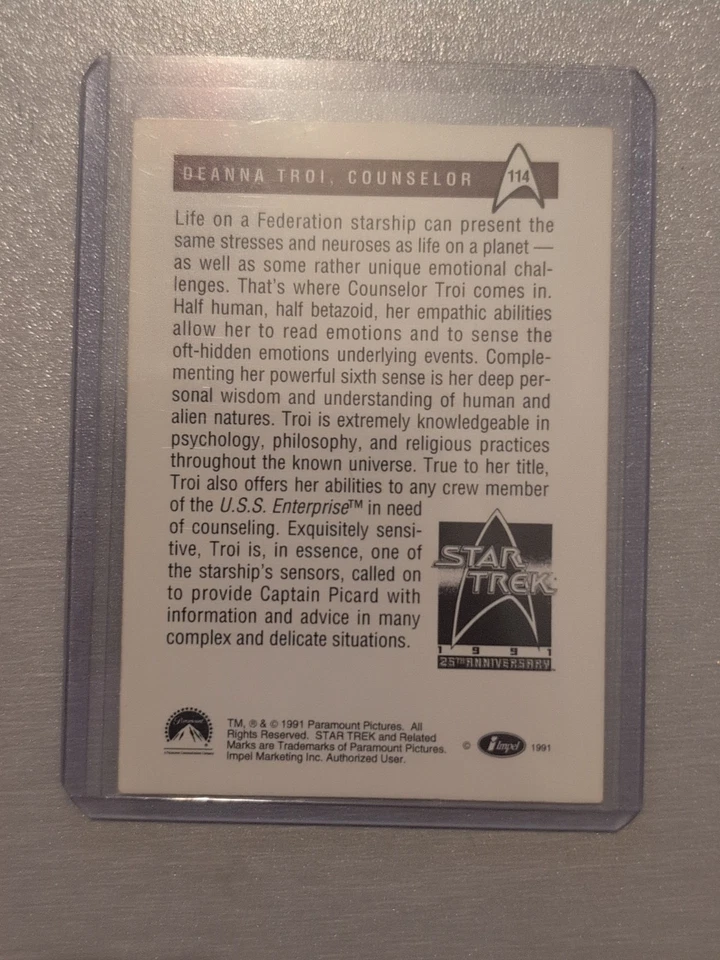 DEANNA TROI, COUNSELOR
114
Life on a Federation starship can present the
same stresses and neuroses as life on a planet —
as well as some rather unique emotional chal-
lenges. That's where Counselor Troi comes in.
Half human, half betazoid, her empathic abilities
allow her to read emotions and to sense the
oft-hidden emotions underlying events. Comple-
menting her powerful sixth sense is her deep per-
sonal wisdom and understanding of human and
alien natures. Troi is extremely knowledgeable in
psychology, philosophy, and religious practices
throughout the known universe. True to her title,
Troi also offers her abilities to any crew member
of the U.S.S. Enterprise™ in need
of counseling. Exquisitely sensi-
tive, Troi is, in essence, one of
the starship's sensors, called on
to provide Captain Picard with
information and advice in many
complex and delicate situations.
STAR
TREK
1991
25TH ANNIVERSARY
Paramount
TM, ® & © 1991 Paramount Pictures. All
Rights Reserved. STAR TREK and Related
Marks are Trademarks of Paramount Pictures.
Impel Marketing Inc. Authorized User.
© Impel 1991